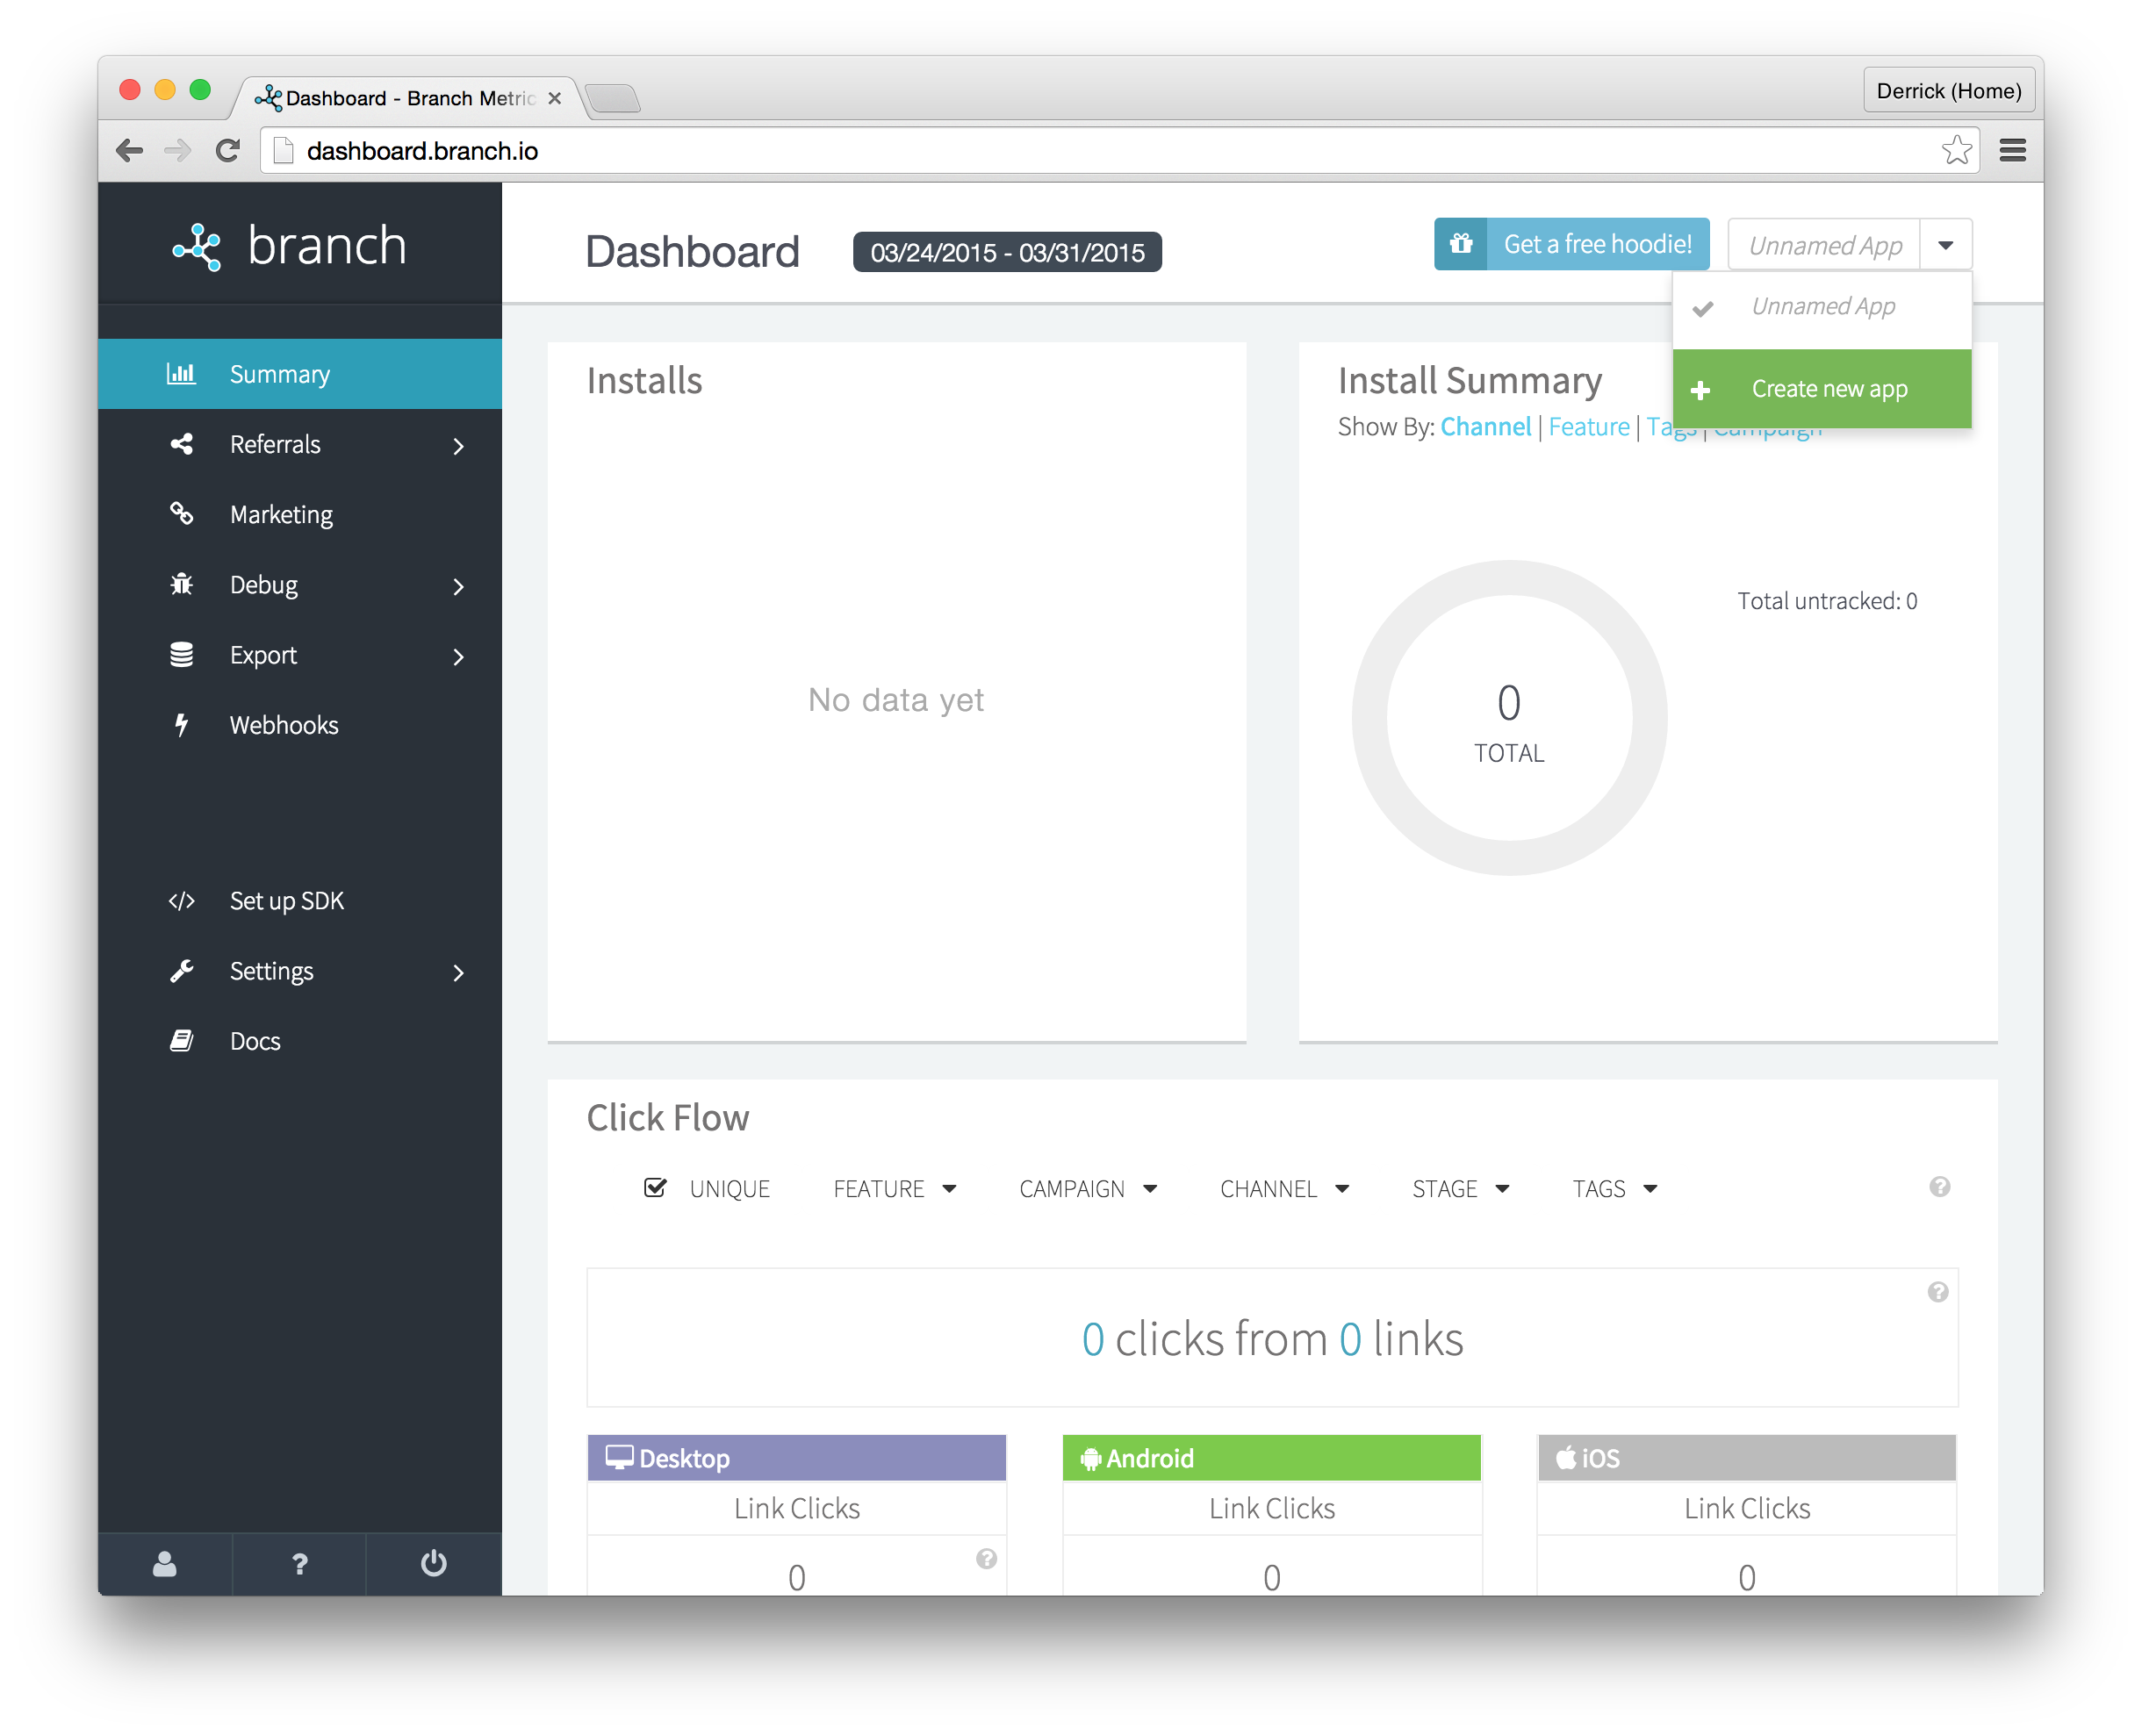 Dashboard - Branch Metric
Derrick (Home)
dashboard.branch.io
branch
Dashboard
03/24/2015 - 03/31/2015
Get a free hoodie!
Unnamed App
Unnamed App
Create new app
Summary
Referrals
Marketing
Debug
Export
Webhooks
Set up SDK
Settings
Docs
?
Installs
No data yet
Install Summary
Show By: Channel | Feature | Tags | Campaign
Total untracked: 0
0
TOTAL
Click Flow
UNIQUE FEATURE CAMPAIGN CHANNEL STAGE TAGS ?
?
0 clicks from 0 links
Desktop
Link Clicks
?
0
Android
Link Clicks
0
iOS
Link Clicks
0